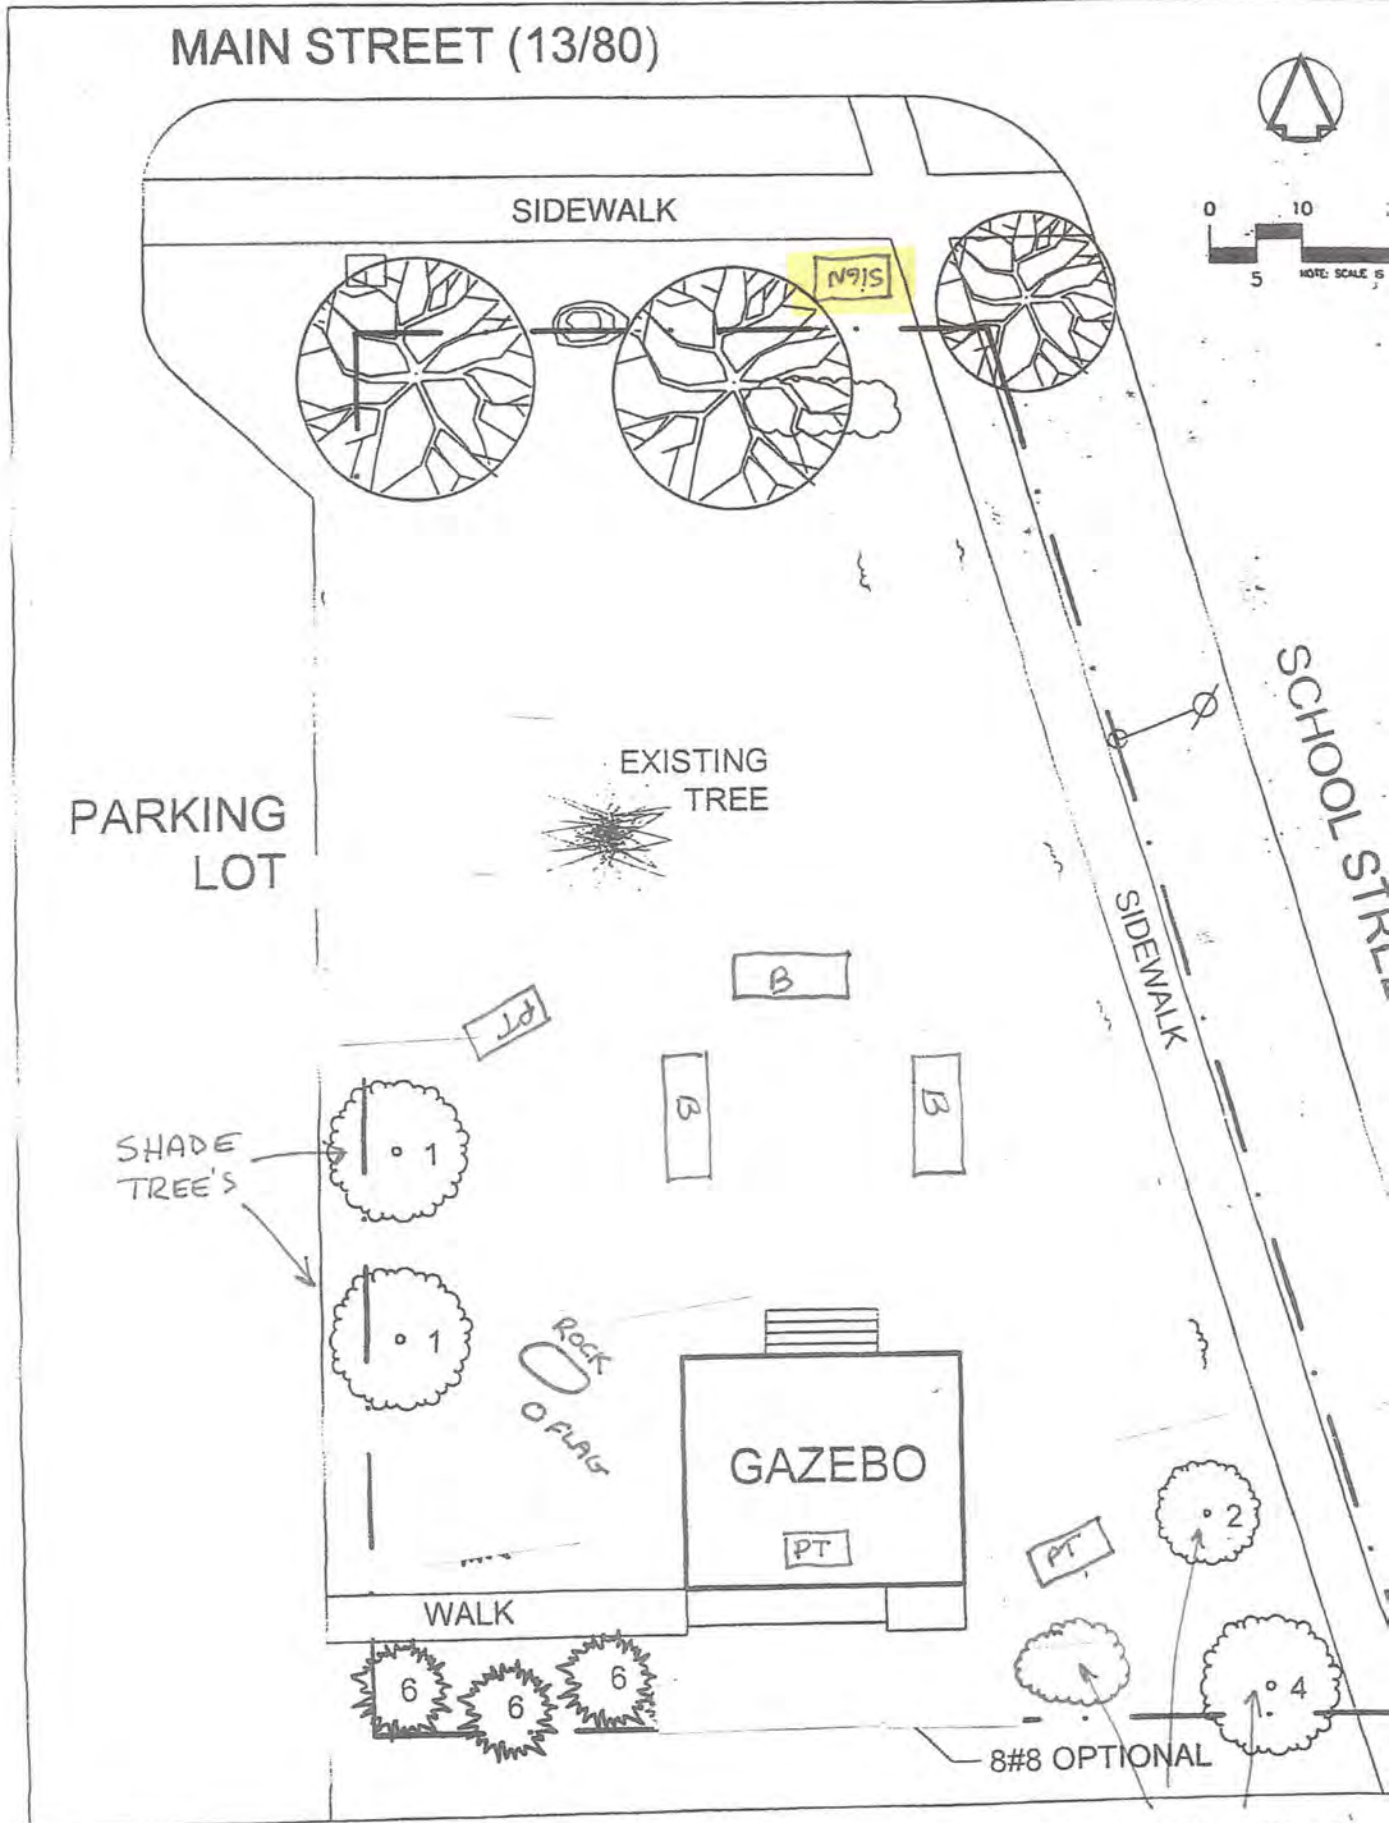 MAIN STREET (13/80)
SIDEWALK
SIGN
0 10
5 NOTE: SCALE IS
EXISTING
TREE
PARKING
LOT
SCHOOL
SIDEWALK
B
PT
B
B
SHADE
TREE'S
1
1
ROCK
FLAG
GAZEBO
PT
PT
2
WALK
6
6
6
4
8#8 OPTIONAL